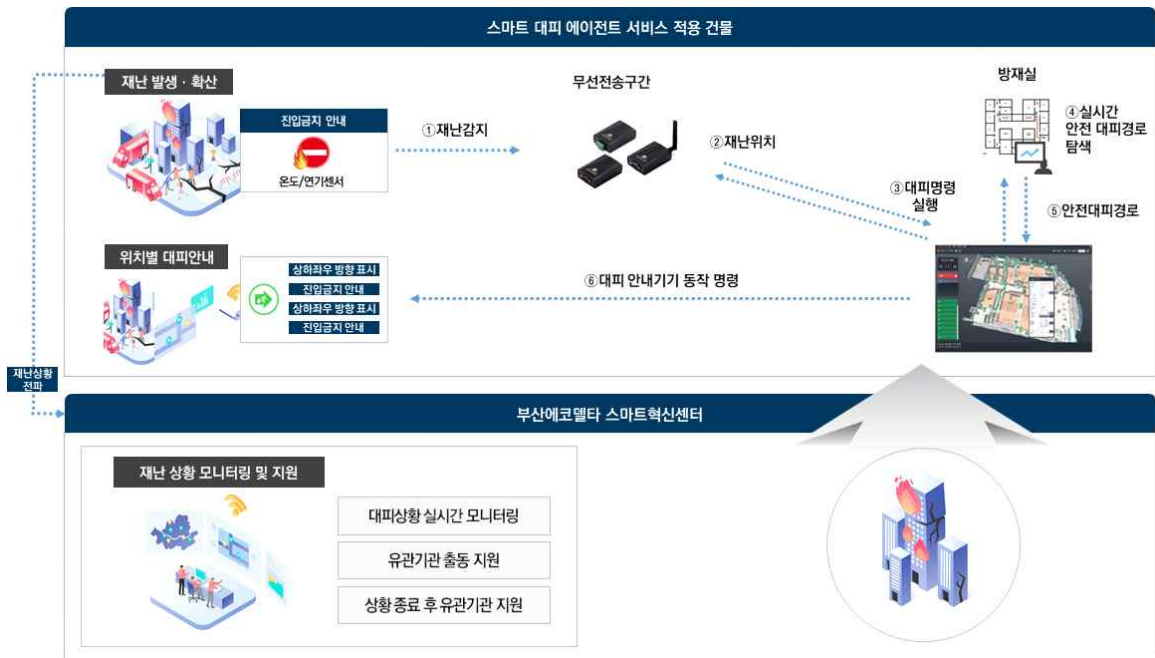 스마트 대피 에이전트 서비스 적용 건물
재난 발생 · 확산
진입금지 안내
온도/연기센서
①재난감지
무선전송구간
②재난위치
③대피명령
실행
방재실
④실시간
안전 대피경로
탐색
⑤안전대피경로
위치별 대피안내
상하좌우 방향 표시
진입금지 안내
상하좌우 방향 표시
진입금지 안내
⑥대피 안내기기 동작 명령
재난상황
전파
부산에코델타 스마트혁신센터
재난 상황 모니터링 및 지원
대피상황 실시간 모니터링
유관기관 출동 지원
상황 종료 후 유관기관 지원